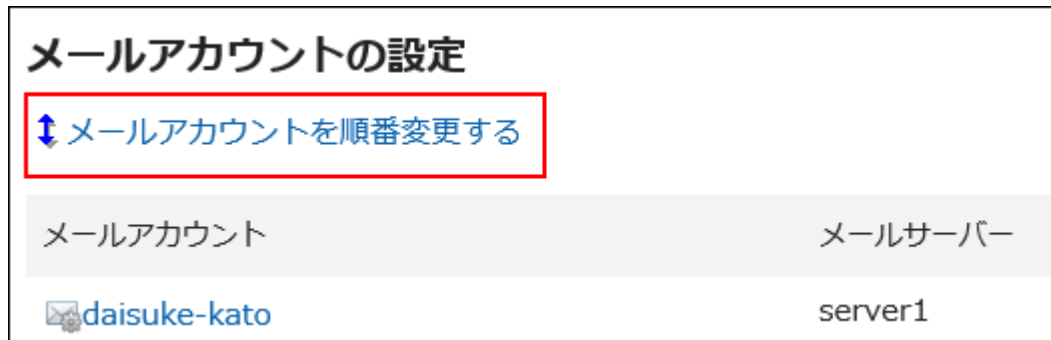 メールアカウントの設定
メールアカウントを順番変更する
メールアカウント メールサーバー
daisuke-kato server1